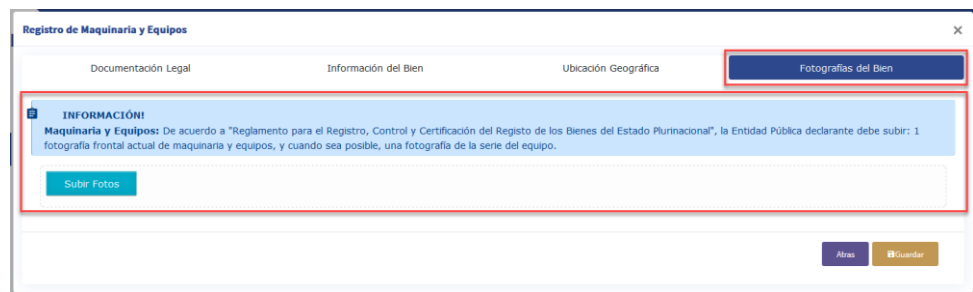 Registro de Maquinaria y Equipos
×
Documentación Legal
Información del Bien
Ubicación Geográfica
Fotografías del Bien
INFORMACIÓN!
Maquinaria y Equipos: De acuerdo a "Reglamento para el Registro, Control y Certificación del Registo de los Bienes del Estado Plurinacional", la Entidad Pública declarante debe subir: 1
fotografía frontal actual de maquinaria y equipos, y cuando sea posible, una fotografía de la serie del equipo.
Subir Fotos
Atras
Guardar